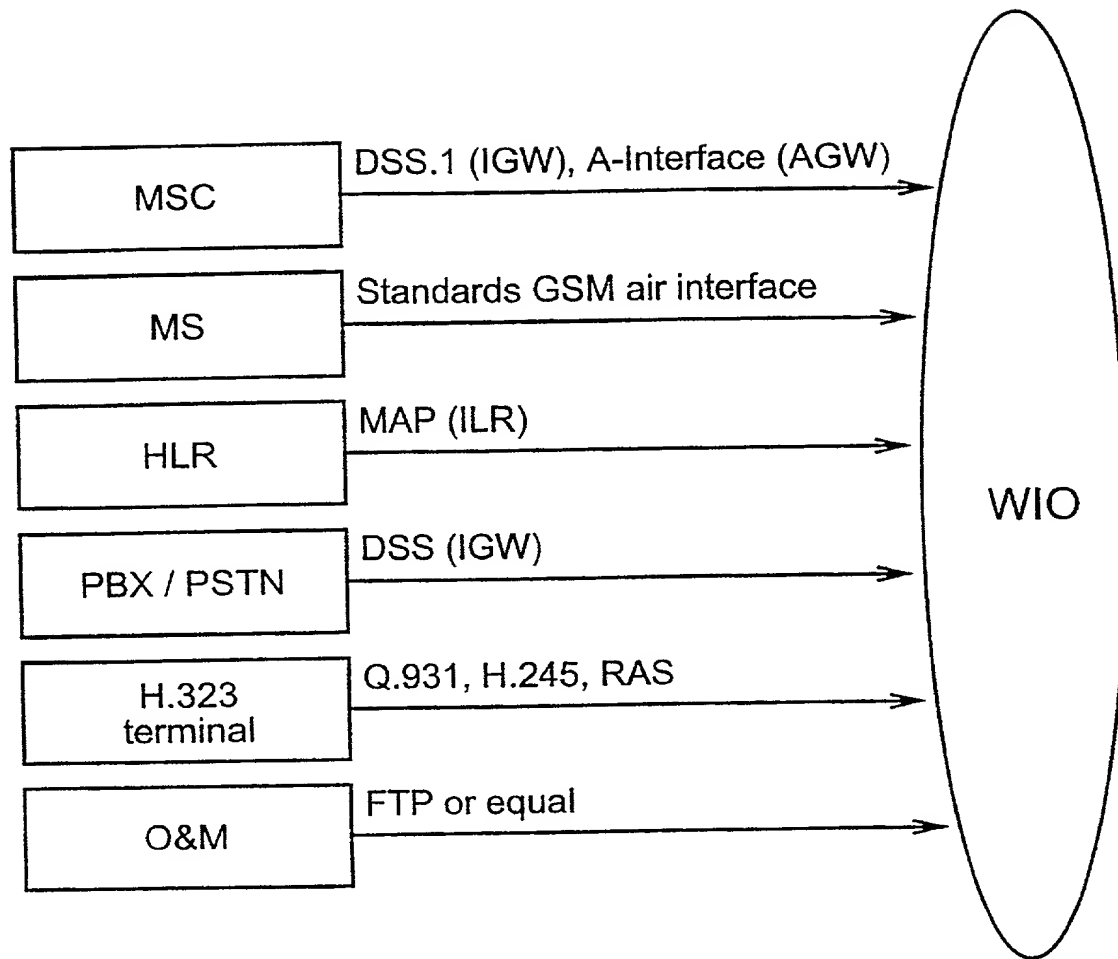 DSS.1 (IGW), A-Interface (AGW)
MSC
Standards GSM air interface
MS
MAP (ILR)
HLR
WIO
DSS (IGW)
PBX / PSTN
Q.931, H.245, RAS
H.323
terminal
FTP or equal
O&M